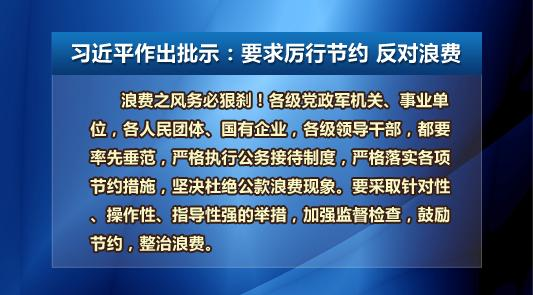 习近平作出批示：要求厉行节约 反对浪费
浪费之风务必狠刹！各级党政军机关、事业单
位，各人民团体、国有企业，各级领导干部，都要
率先垂范，严格执行公务接待制度，严格落实各项
节约措施，坚决杜绝公款浪费现象。要采取针对性
、操作性、指导性强的举措，加强监督检查，鼓励
节约，整治浪费。